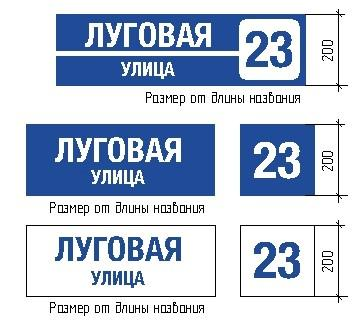 ЛУГОВАЯ 23
УЛИЦА
200
Размер от длины названия
ЛУГОВАЯ
УЛИЦА
23
200
Размер от длины названия
ЛУГОВАЯ
УЛИЦА
23
200
Размер от длины названия